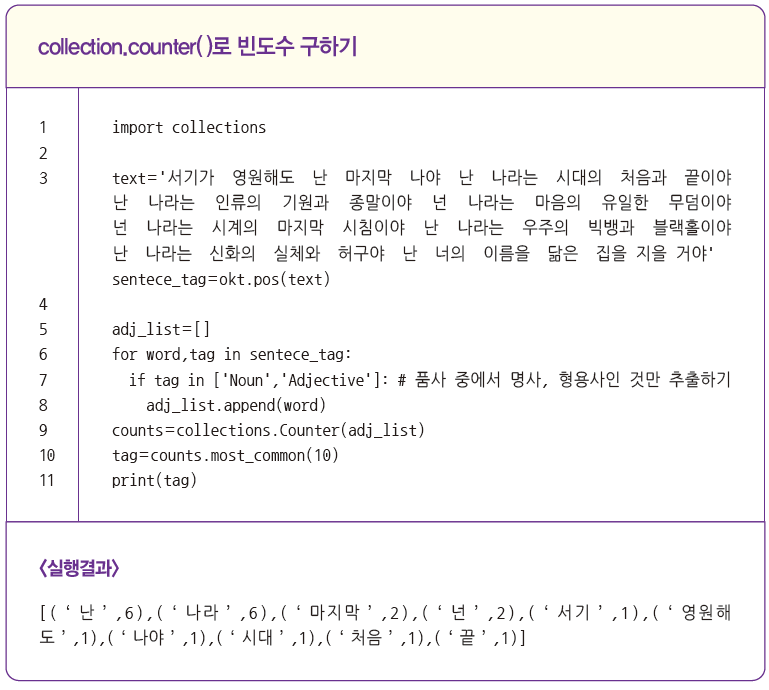 collection.counter( )로 빈도수 구하기
1 import collections
2
3 text='서기가 영원해도 난 마지막 나야 난 나라는 시대의 처음과 끝이야
난 나라는 인류의 기원과 종말이야 넌 나라는 마음의 유일한 무덤이야
넌 나라는 시계의 마지막 시침이야 난 나라는 우주의 빅뱅과 블랙홀이야
난 나라는 신화의 실체와 허구야 난 너의 이름을 닮은 집을 지을 거야'
sentece_tag=okt.pos(text)
4
5 adj_list=[]
6 for word,tag in sentece_tag:
7 if tag in ['Noun','Adjective']: # 품사 중에서 명사, 형용사인 것만 추출하기
8 adj_list.append(word)
9 counts=collections.Counter(adj_list)
10 tag=counts.most_common(10)
11 print(tag)
<실행결과>
[(‘난’,6),(‘나라’,6),(‘마지막’,2),(‘넌’,2),(‘서기’,1),(‘영원해
도’,1),(‘나야’,1),(‘시대’,1),(‘처음’,1),(‘끝’,1)]